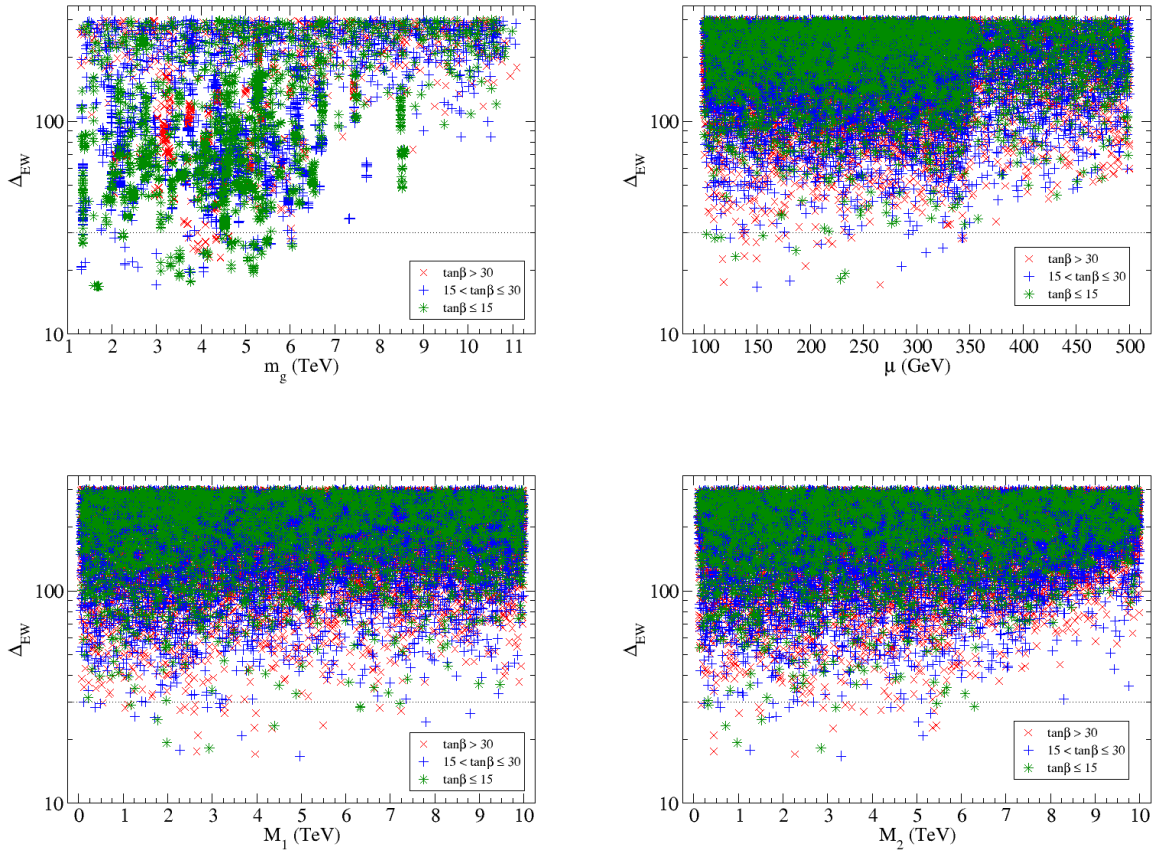 Δ_EW
100
10
1 2 3 4 5 6 7 8 9 10 11
m_g (TeV)
tanβ > 30
15 < tanβ ≤ 30
tanβ ≤ 15
Δ_EW
100
10
100 150 200 250 300 350 400 450 500
μ (GeV)
tanβ > 30
15 < tanβ ≤ 30
tanβ ≤ 15
Δ_EW
100
10
0 1 2 3 4 5 6 7 8 9 10
M_1 (TeV)
tanβ > 30
15 < tanβ ≤ 30
tanβ ≤ 15
Δ_EW
100
10
0 1 2 3 4 5 6 7 8 9 10
M_2 (TeV)
tanβ > 30
15 < tanβ ≤ 30
tanβ ≤ 15